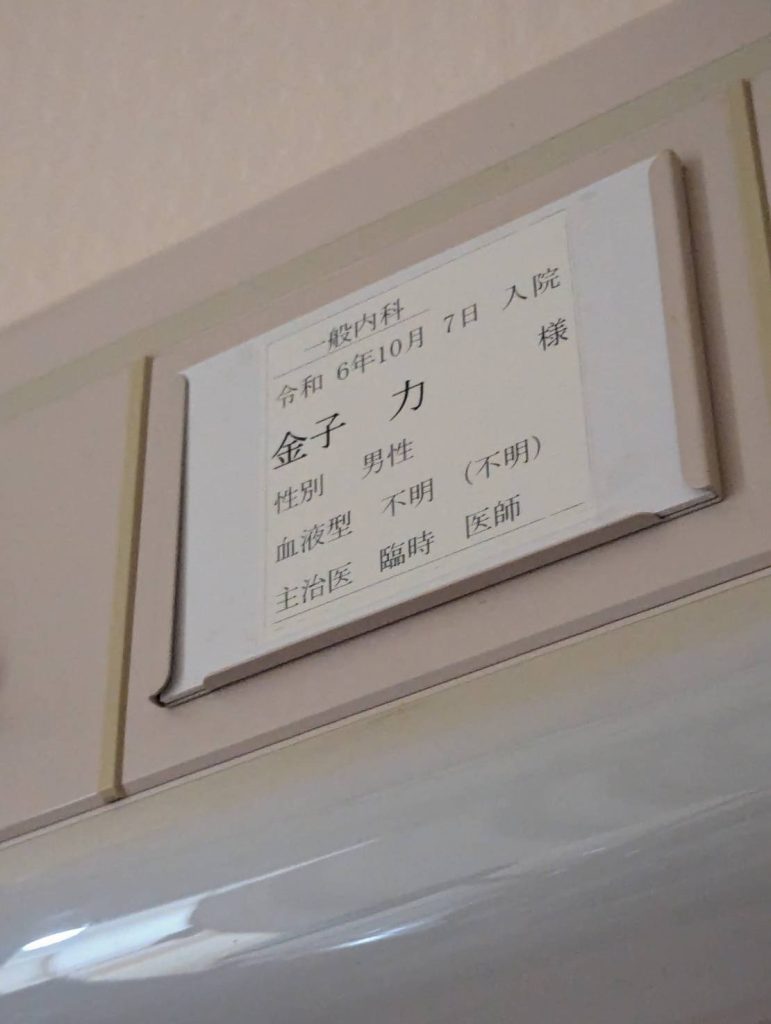 一般内科
令和 6年10月 7日 入院
金子 力 様
性別 男性
血液型 不明 (不明)
主治医 臨時 医師